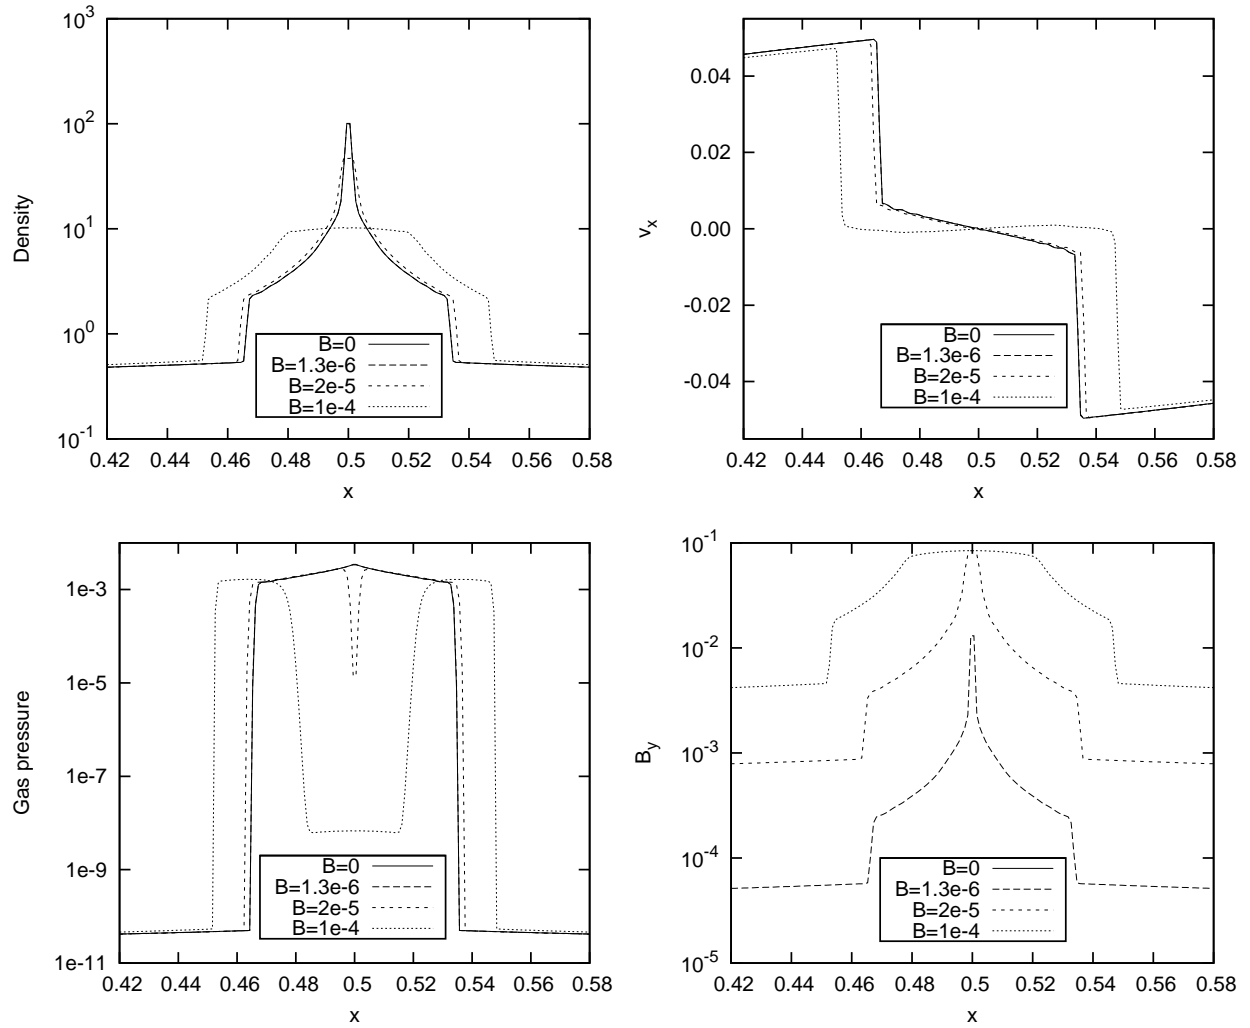 10^3
10^2
10^1
10^0
10^-1
Density
0.42 0.44 0.46 0.48 0.5 0.52 0.54 0.56 0.58
x
B=0
B=1.3e-6
B=2e-5
B=1e-4
0.04
0.02
0.00
-0.02
-0.04
v_x
0.42 0.44 0.46 0.48 0.5 0.52 0.54 0.56 0.58
x
B=0
B=1.3e-6
B=2e-5
B=1e-4
1e-3
1e-5
1e-7
1e-9
1e-11
Gas pressure
0.42 0.44 0.46 0.48 0.5 0.52 0.54 0.56 0.58
x
B=0
B=1.3e-6
B=2e-5
B=1e-4
10^-1
10^-2
10^-3
10^-4
10^-5
B_y
0.42 0.44 0.46 0.48 0.5 0.52 0.54 0.56 0.58
x
B=0
B=1.3e-6
B=2e-5
B=1e-4